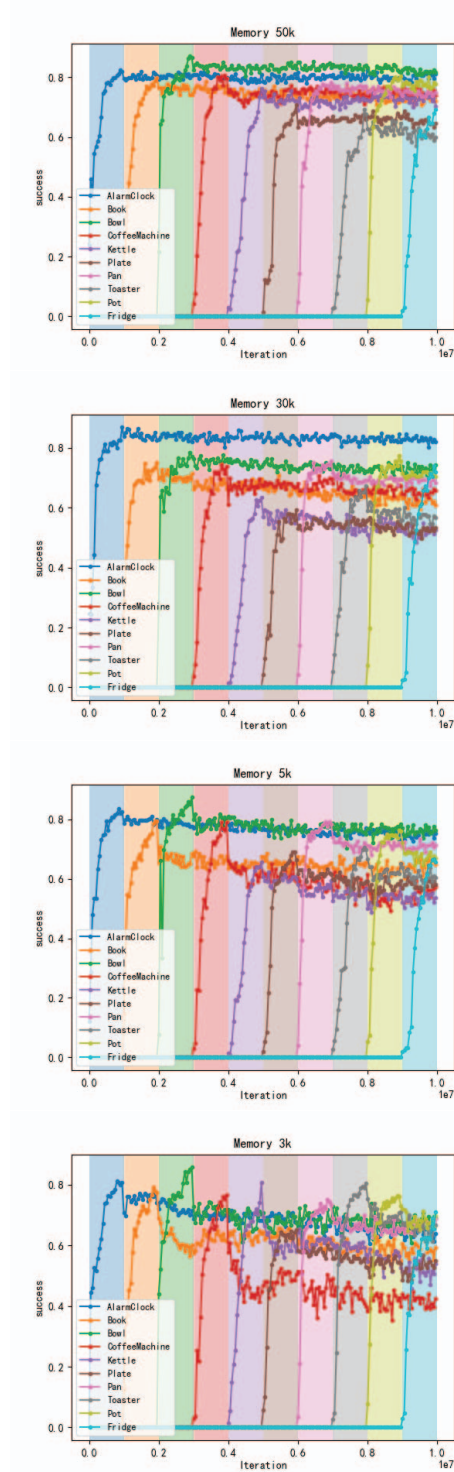 Memory 50k
success
0.8
0.6
0.4
0.2
0.0
AlarmClock
Book
Bowl
CoffeeMachine
Kettle
Plate
Pan
Toaster
Pot
Fridge
0.0 0.2 0.4 0.6 0.8 1.0
Iteration
1e7
Memory 30k
success
0.8
0.6
0.4
0.2
0.0
AlarmClock
Book
Bowl
CoffeeMachine
Kettle
Plate
Pan
Toaster
Pot
Fridge
0.0 0.2 0.4 0.6 0.8 1.0
Iteration
1e7
Memory 5k
success
0.8
0.6
0.4
0.2
0.0
AlarmClock
Book
Bowl
CoffeeMachine
Kettle
Plate
Pan
Toaster
Pot
Fridge
0.0 0.2 0.4 0.6 0.8 1.0
Iteration
1e7
Memory 3k
success
0.8
0.6
0.4
0.2
0.0
AlarmClock
Book
Bowl
CoffeeMachine
Kettle
Plate
Pan
Toaster
Pot
Fridge
0.0 0.2 0.4 0.6 0.8 1.0
Iteration
1e7